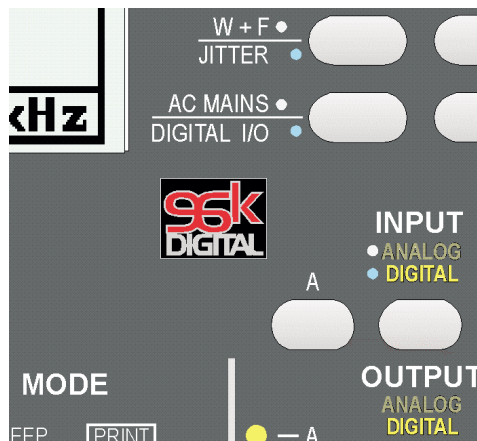 W + F
JITTER
kHz
AC MAINS
DIGITAL I/O
96k
DIGITAL
INPUT
ANALOG
DIGITAL
A
MODE
OUTPUT
ANALOG
DIGITAL
PRINT
A